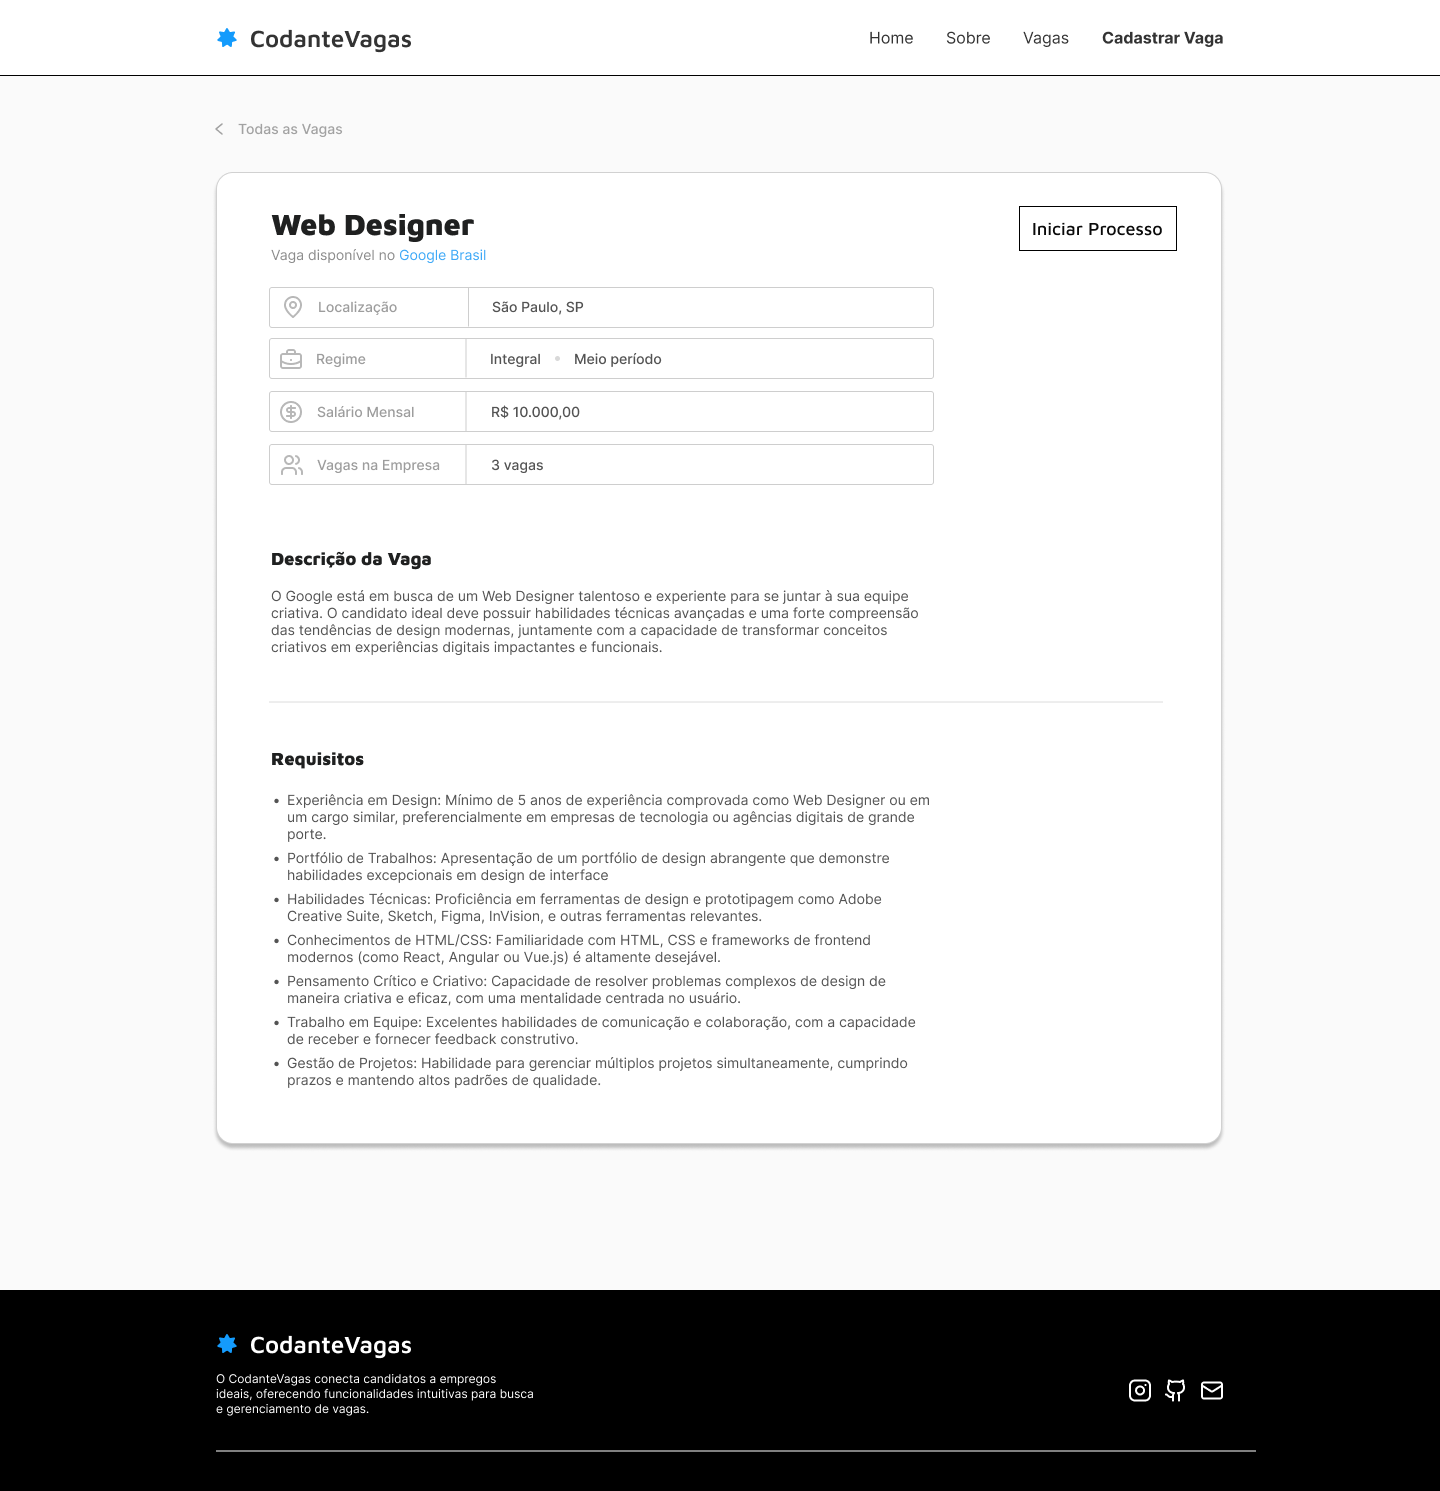 CodanteVagas
Home Sobre Vagas Cadastrar Vaga
Todas as Vagas
Web Designer
Iniciar Processo
Vaga disponível no Google Brasil
Localização São Paulo, SP
Regime Integral • Meio período
Salário Mensal R$ 10.000,00
Vagas na Empresa 3 vagas
Descrição da Vaga
O Google está em busca de um Web Designer talentoso e experiente para se juntar à sua equipe
criativa. O candidato ideal deve possuir habilidades técnicas avançadas e uma forte compreensão
das tendências de design modernas, juntamente com a capacidade de transformar conceitos
criativos em experiências digitais impactantes e funcionais.
Requisitos
• Experiência em Design: Mínimo de 5 anos de experiência comprovada como Web Designer ou em
um cargo similar, preferencialmente em empresas de tecnologia ou agências digitais de grande
porte.
• Portfólio de Trabalhos: Apresentação de um portfólio de design abrangente que demonstre
habilidades excepcionais em design de interface
• Habilidades Técnicas: Proficiência em ferramentas de design e prototipagem como Adobe
Creative Suite, Sketch, Figma, InVision, e outras ferramentas relevantes.
• Conhecimentos de HTML/CSS: Familiaridade com HTML, CSS e frameworks de frontend
modernos (como React, Angular ou Vue.js) é altamente desejável.
• Pensamento Crítico e Criativo: Capacidade de resolver problemas complexos de design de
maneira criativa e eficaz, com uma mentalidade centrada no usuário.
• Trabalho em Equipe: Excelentes habilidades de comunicação e colaboração, com a capacidade
de receber e fornecer feedback construtivo.
• Gestão de Projetos: Habilidade para gerenciar múltiplos projetos simultaneamente, cumprindo
prazos e mantendo altos padrões de qualidade.
CodanteVagas
O CodanteVagas conecta candidatos a empregos
ideais, oferecendo funcionalidades intuitivas para busca
e gerenciamento de vagas.